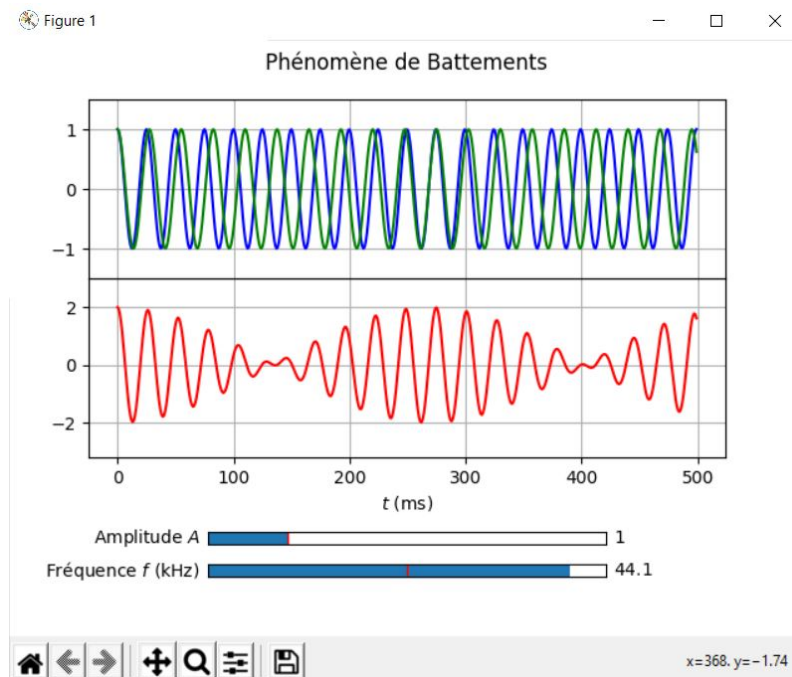 Figure 1
Phénomène de Battements
1
0
−1
2
0
−2
0 100 200 300 400 500
t (ms)
Amplitude A 1
Fréquence f (kHz) 44.1
x=368. y=−1.74